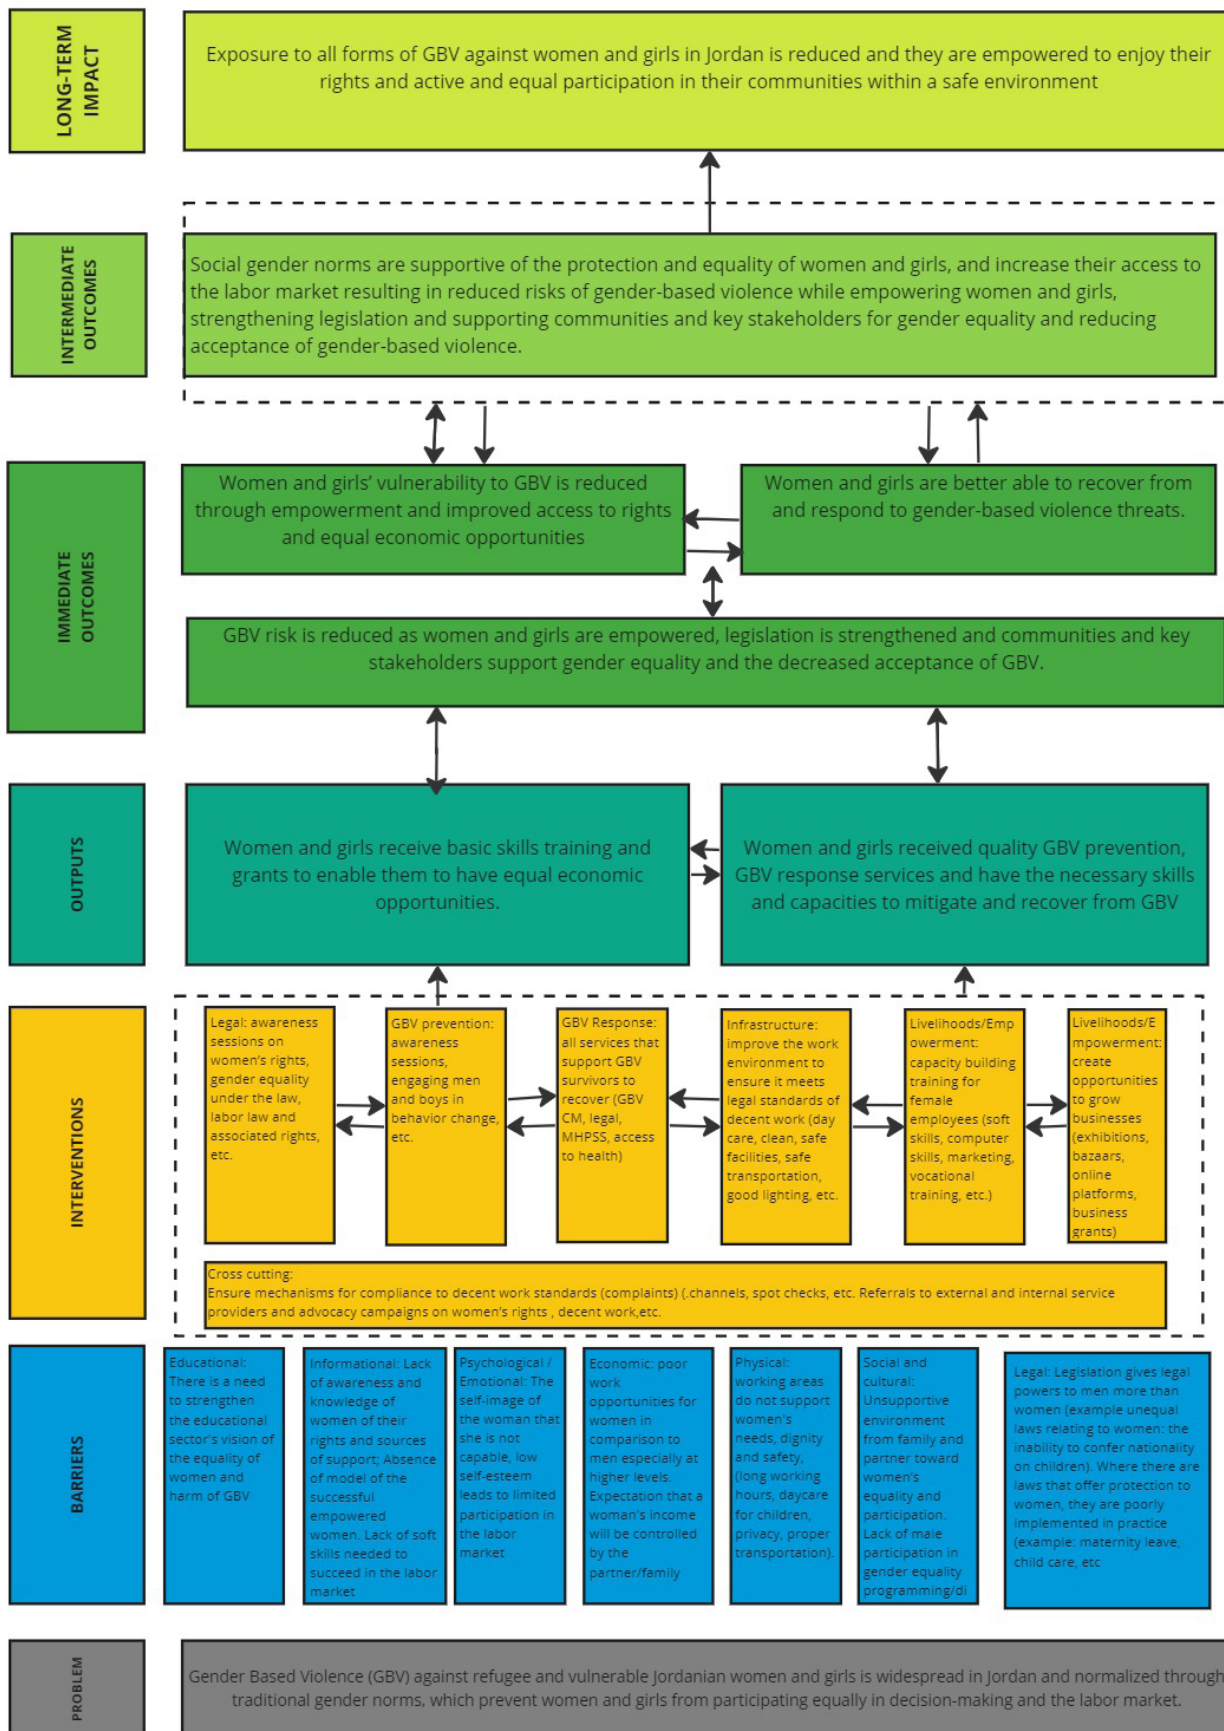 LONG-TERM
IMPACT
Exposure to all forms of GBV against women and girls in Jordan is reduced and they are empowered to enjoy their
rights and active and equal participation in their communities within a safe environment
INTERMEDIATE
OUTCOMES
Social gender norms are supportive of the protection and equality of women and girls, and increase their access to
the labor market resulting in reduced risks of gender-based violence while empowering women and girls,
strengthening legislation and supporting communities and key stakeholders for gender equality and reducing
acceptance of gender-based violence.
IMMEDIATE
OUTCOMES
Women and girls' vulnerability to GBV is reduced
through empowerment and improved access to rights
and equal economic opportunities
Women and girls are better able to recover from
and respond to gender-based violence threats.
GBV risk is reduced as women and girls are empowered, legislation is strengthened and communities and key
stakeholders support gender equality and the decreased acceptance of GBV.
OUTPUTS
Women and girls receive basic skills training and
grants to enable them to have equal economic
opportunities.
Women and girls received quality GBV prevention,
GBV response services and have the necessary skills
and capacities to mitigate and recover from GBV
INTERVENTIONS
Legal: awareness
sessions on
women's rights,
gender equality
under the law,
labor law and
associated rights,
etc.
GBV prevention:
awareness
sessions,
engaging men
and boys in
behavior change,
etc.
GBV Response:
all services that
support GBV
survivors to
recover (GBV
CM, legal,
MHPSS, access
to health)
Infrastructure:
improve the work
environment to
ensure it meets
legal standards of
decent work (day
care, clean, safe
facilities, safe
transportation,
good lighting, etc.
Livelihoods/Emp
owerment:
capacity building
training for
female
employees (soft
skills, computer
skills, marketing,
vocational
training, etc.)
Livelihoods/E
mpowerment:
create
opportunities
to grow
businesses
(exhibitions,
bazaars,
online
platforms,
business
grants)
Cross cutting:
Ensure mechanisms for compliance to decent work standards (complaints) (.channels, spot checks, etc. Referrals to external and internal service
providers and advocacy campaigns on women's rights , decent work,etc.
BARRIERS
Educational:
There is a need
to strengthen
the educational
sector's vision of
the equality of
women and
harm of GBV
Informational: Lack
of awareness and
knowledge of
women of their
rights and sources
of support; Absence
of model of the
successful
empowered
women. Lack of soft
skills needed to
succeed in the labor
market
Psychological /
Emotional: The
self-image of
the woman that
she is not
capable, low
self-esteem
leads to limited
participation in
the labor
market
Economic: poor
work
opportunities for
women in
comparison to
men especially at
higher levels.
Expectation that a
woman's income
will be controlled
by the
partner/family
Physical:
working areas
do not support
women's
needs, dignity
and safety,
(long working
hours, daycare
for children,
privacy, proper
transportation).
Social and
cultural:
Unsupportive
environment
from family and
partner toward
women's
equality and
participation.
Lack of male
participation in
gender equality
programming/di
Legal: Legislation gives legal
powers to men more than
women (example unequal
laws relating to women: the
inability to confer nationality
on children). Where there are
laws that offer protection to
women, they are poorly
implemented in practice
(example: maternity leave,
child care, etc
PROBLEM
Gender Based Violence (GBV) against refugee and vulnerable Jordanian women and girls is widespread in Jordan and normalized through
traditional gender norms, which prevent women and girls from participating equally in decision-making and the labor market.